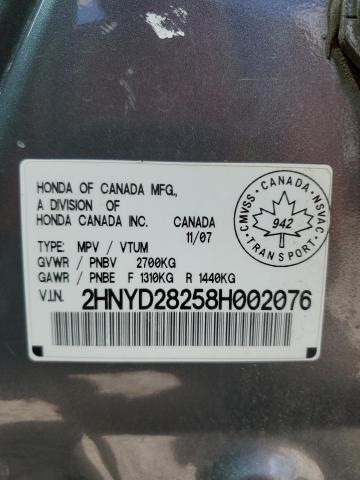 HONDA OF CANADA MFG.,
A DIVISION OF
HONDA CANADA INC. CANADA
11/07
TYPE: MPV / VTUM
GVWR / PNBV 2700KG
GAWR / PNBE F 1310KG R 1440KG
V.I.N. 2HNYD28258H002076
CMVSS - CANADA - NSVAC
942
TRANSPORT